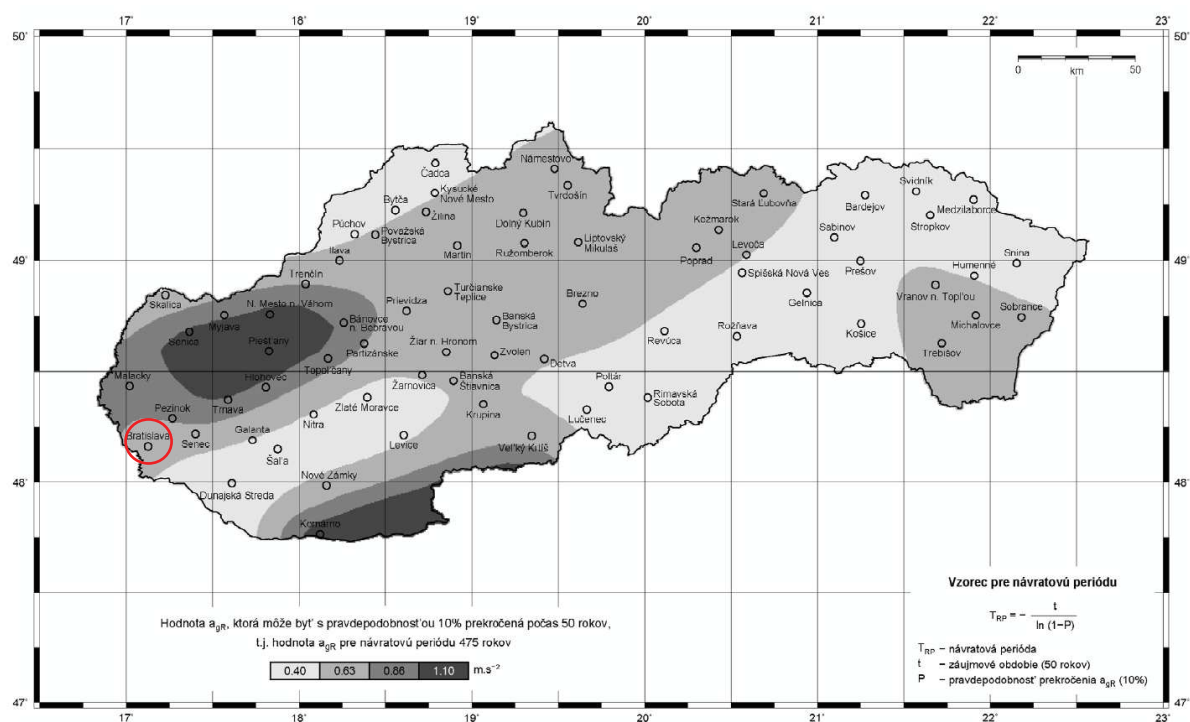 17˚ 18˚ 19˚ 20˚ 21˚ 22˚ 23˚
50˚ 50˚
0 50
km
Námestovo
Čadca
Svidník
Tvrdošín
Kysucké
Nové Mesto
Stará Ľubovňa
Bardejov
Medzilaborce
Bytča
Žilina
Dolný Kubín
Kežmarok
Stropkov
Púchov
Považská
Bystrica
Liptovský
Mikuláš
Sabinov
Ilava
Martin
Ružomberok
Poprad
Levoča
Prešov
Snina
49˚ 49˚
Trenčín
Spišská Nová Ves
Humenné
Skalica
N. Mesto n. Váhom
Prievidza
Turčianske
Teplice
Brezno
Gelnica
Vranov n. Topľou
Sobrance
Myjava
Bánovce
n. Bebravou
Banská
Bystrica
Michalovce
Senica
Piešťany
Partizánske
Žiar n. Hronom
Zvolen
Revúca
Rožňava
Košice
Trebišov
Topoľčany
Detva
Malacky
Hlohovec
Žarnovica
Banská
Štiavnica
Poltár
Pezinok
Trnava
Zlaté Moravce
Krupina
Rimavská
Sobota
Bratislava
Senec
Galanta
Nitra
Lučenec
Šaľa
Levice
Veľký Krtíš
48˚ 48˚
Dunajská Streda
Nové Zámky
Komárno
Hodnota agR, ktorá môže byť s pravdepodobnosťou 10% prekročená počas 50 rokov,
t.j. hodnota agR pre návratovú periódu 475 rokov
0.40 0.63 0.86 1.10 m.s⁻²
Vzorec pre návratovú periódu
TRP = – t / ln (1–P)
TRP – návratová perióda
t – záujmové obdobie (50 rokov)
P – pravdepodobnosť prekročenia agR (10%)
47˚ 47˚
17˚ 18˚ 19˚ 20˚ 21˚ 22˚ 23˚